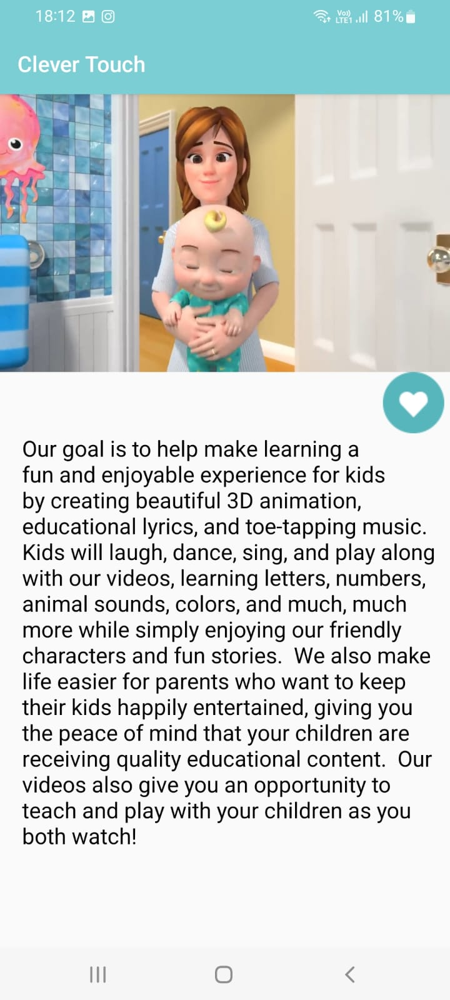 18:12 Vo)) LTE1 81%
Clever Touch
Our goal is to help make learning a
fun and enjoyable experience for kids
by creating beautiful 3D animation,
educational lyrics, and toe-tapping music.
Kids will laugh, dance, sing, and play along
with our videos, learning letters, numbers,
animal sounds, colors, and much, much
more while simply enjoying our friendly
characters and fun stories.  We also make
life easier for parents who want to keep
their kids happily entertained, giving you
the peace of mind that your children are
receiving quality educational content.  Our
videos also give you an opportunity to
teach and play with your children as you
both watch!